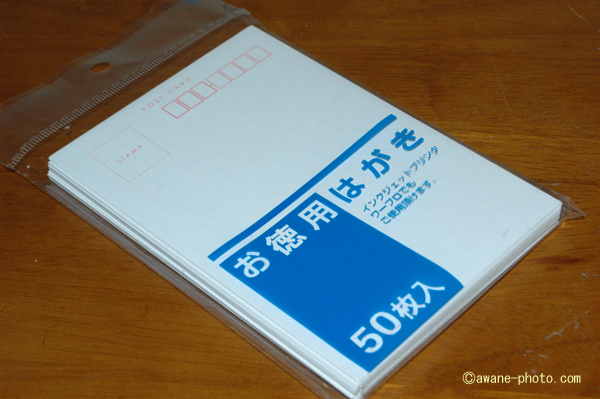 POST CARD
STAMP
お徳用はがき
インクジェットプリンタ
ワープロでも
ご使用頂けます。
50枚入
©awane-photo.com